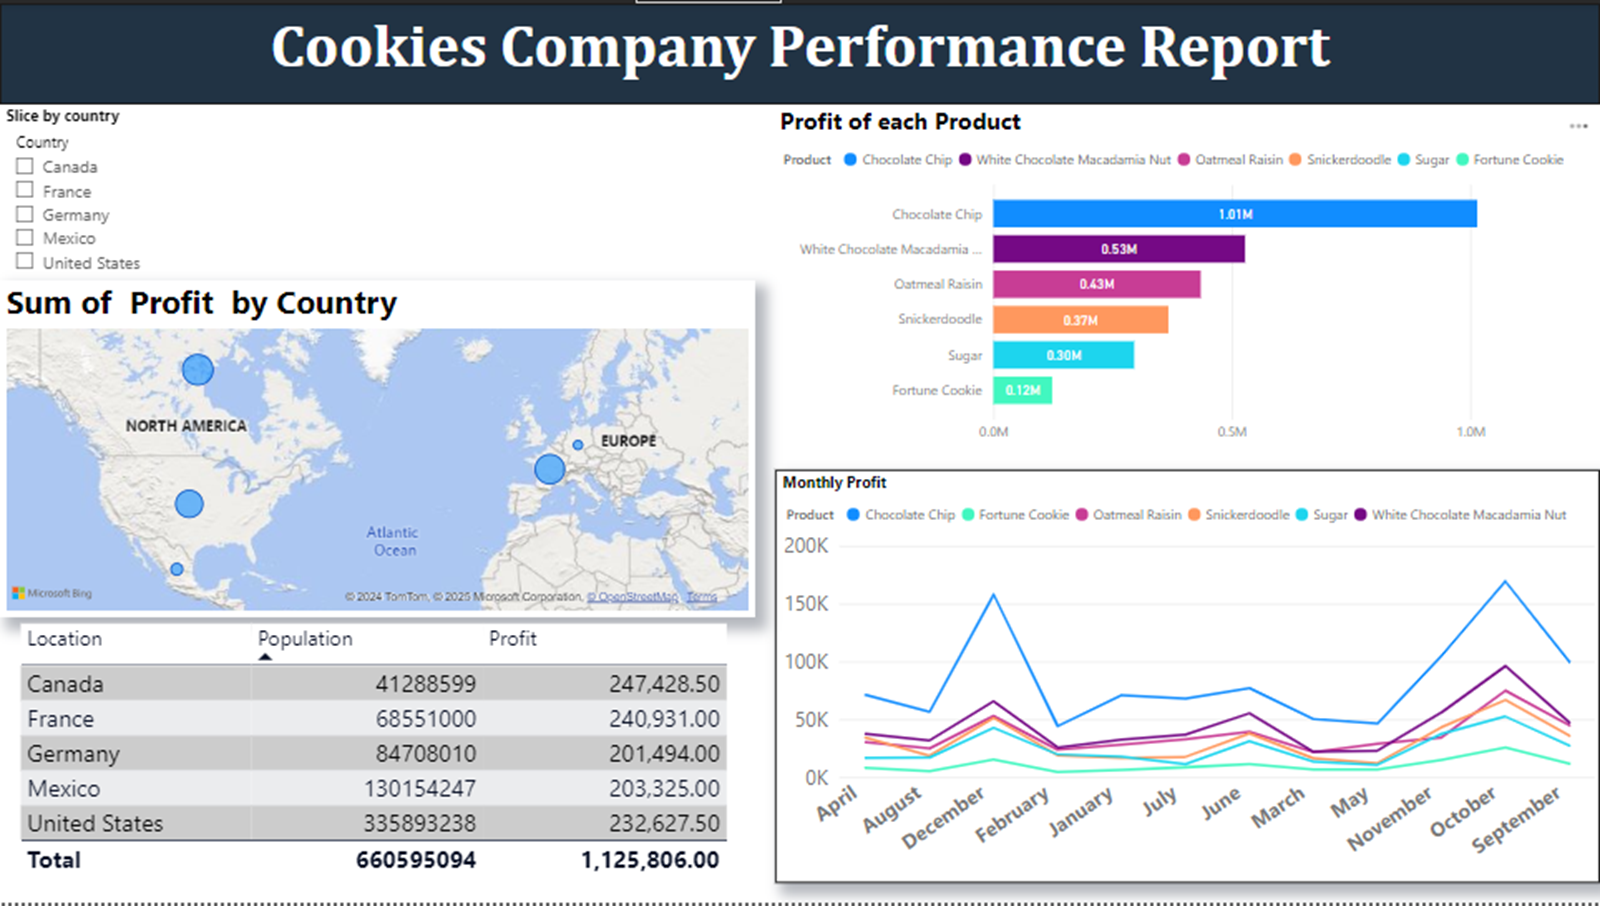 Cookies Company Performance Report
Slice by country
Country
Canada
France
Germany
Mexico
United States
Sum of Profit by Country
NORTH AMERICA
EUROPE
Atlantic
Ocean
Microsoft Bing
© 2024 TomTom, © 2025 Microsoft Corporation, © OpenStreetMap Terms
Location Population Profit
Canada 41288599 247,428.50
France 68551000 240,931.00
Germany 84708010 201,494.00
Mexico 130154247 203,325.00
United States 335893238 232,627.50
Total 660595094 1,125,806.00
Profit of each Product
Product Chocolate Chip White Chocolate Macadamia Nut Oatmeal Raisin Snickerdoodle Sugar Fortune Cookie
Chocolate Chip 1.01M
White Chocolate Macadamia ... 0.53M
Oatmeal Raisin 0.43M
Snickerdoodle 0.37M
Sugar 0.30M
Fortune Cookie 0.12M
0.0M 0.5M 1.0M
Monthly Profit
Product Chocolate Chip Fortune Cookie Oatmeal Raisin Snickerdoodle Sugar White Chocolate Macadamia Nut
200K
150K
100K
50K
0K
April August December February January July June March May November October September